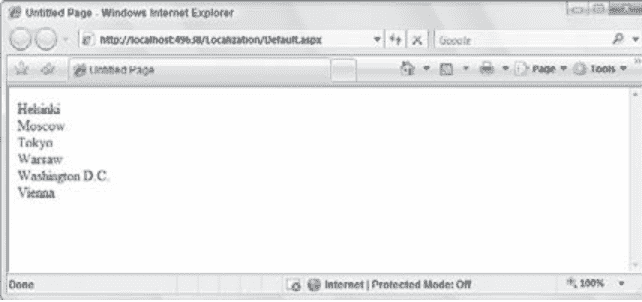 Untitled Page - Windows Internet Explorer
http://localhost:49638/Localization/Default.aspx
Google
Untitled Page
Page
Tools
Helsinki
Moscow
Tokyo
Warsaw
Washington D.C.
Vienna
Done
Internet | Protected Mode: Off
100%